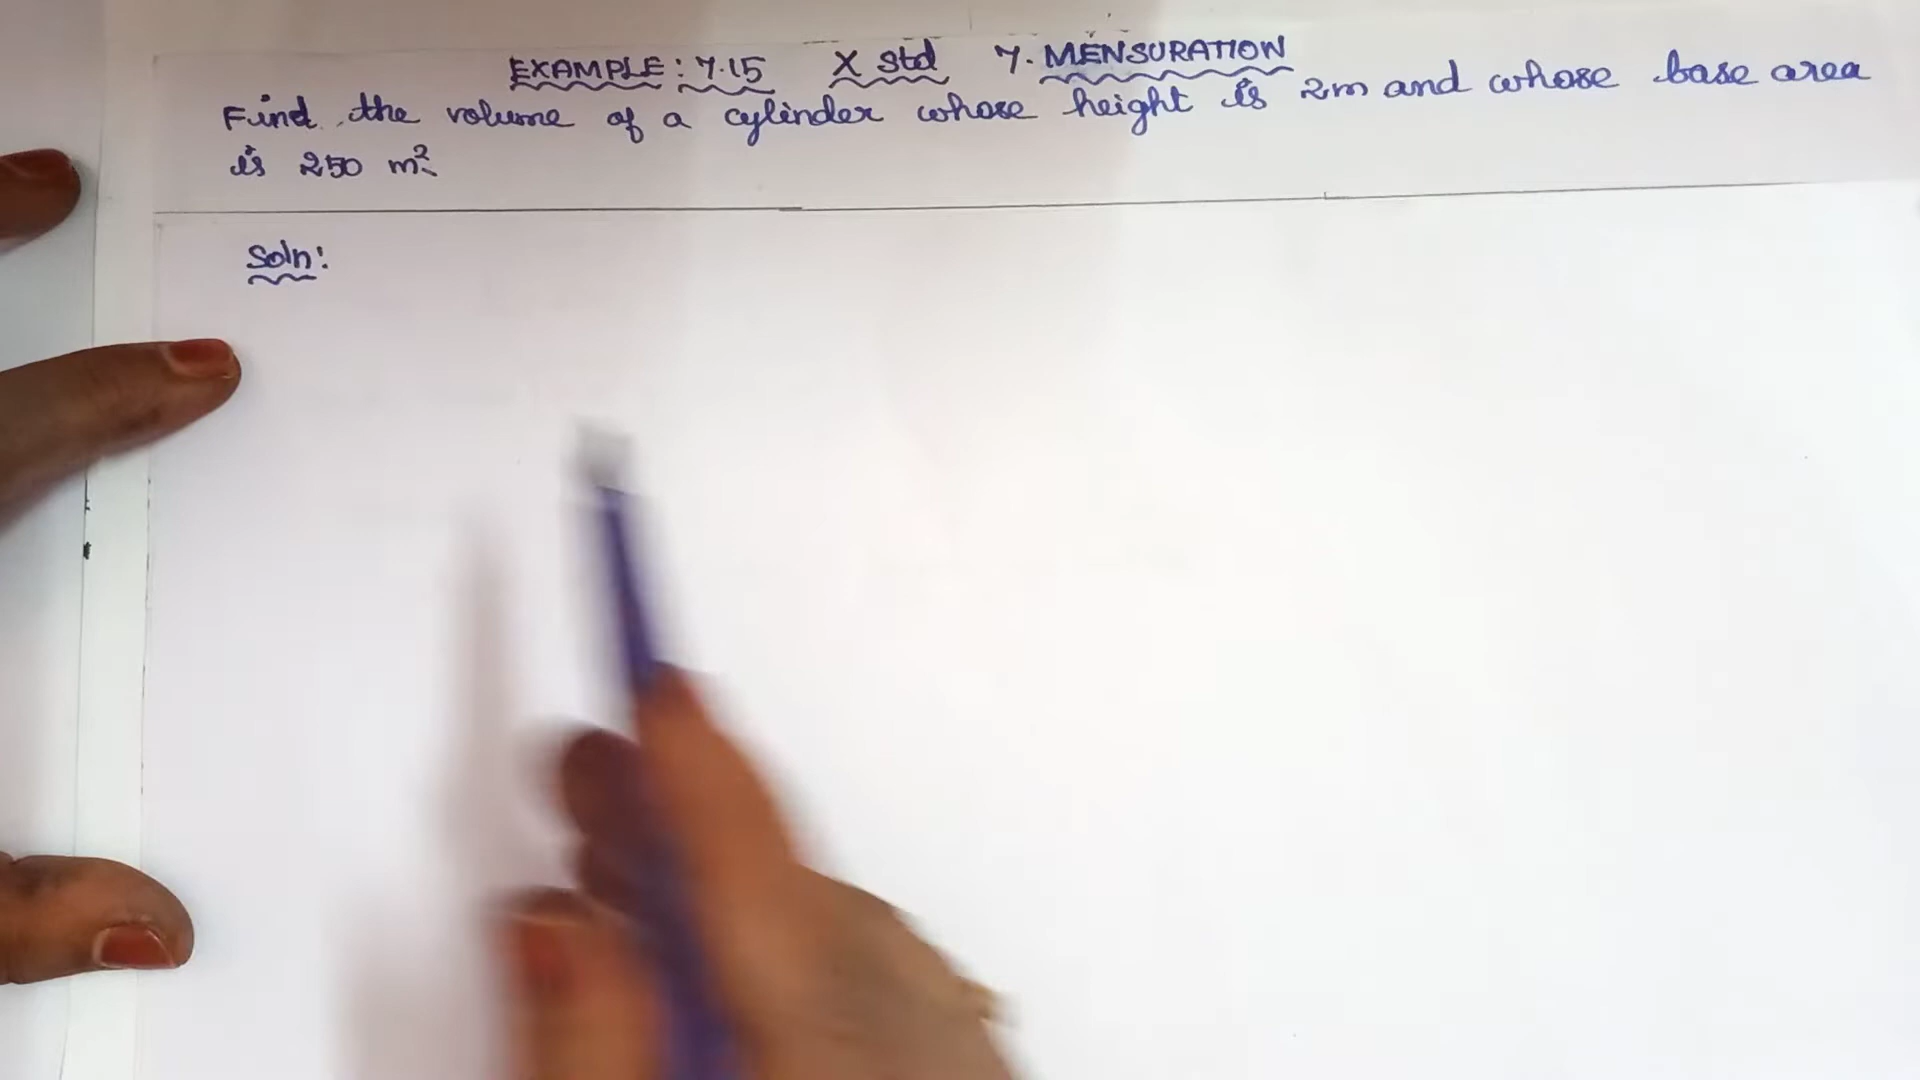 EXAMPLE: 7.15 X Std 7. MENSURATION
Find the volume of a cylinder whose height is 2m and whose base area
is 250 m².
Soln: